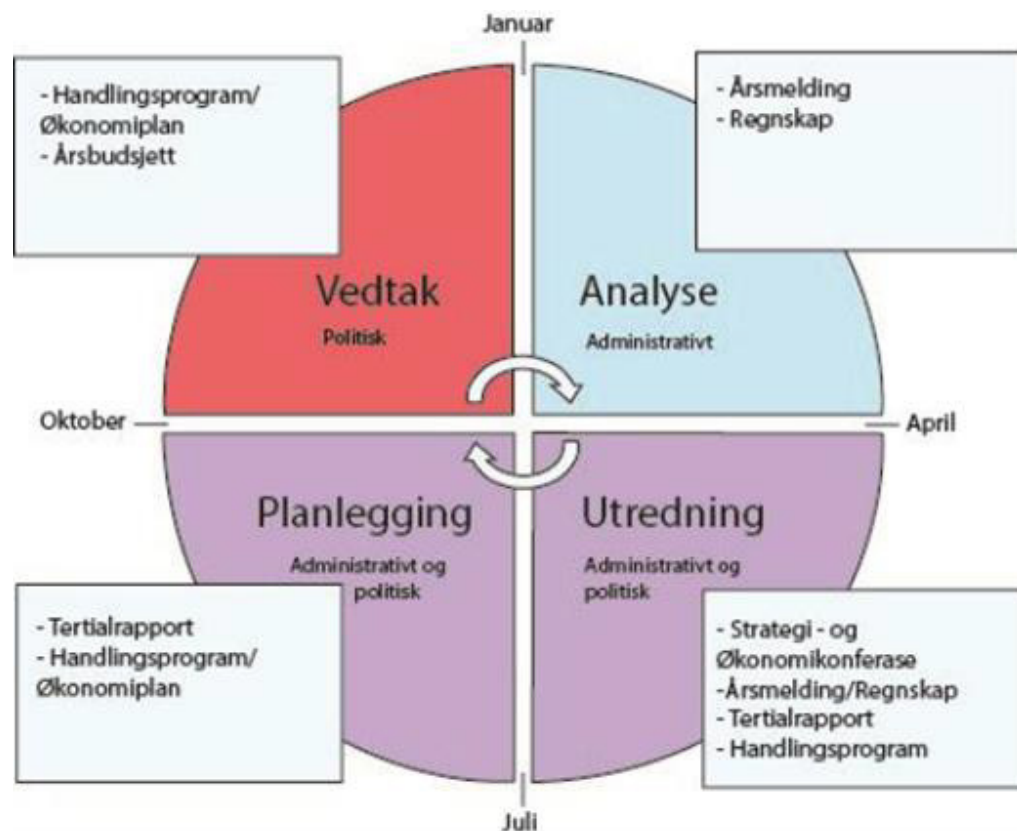 Januar
- Handlingsprogram/
Økonomiplan
- Årsbudsjett
- Årsmelding
- Regnskap
Vedtak
Politisk
Analyse
Administrativt
Oktober
April
Planlegging
Administrativt og
politisk
Utredning
Administrativt og
politisk
- Tertialrapport
- Handlingsprogram/
Økonomiplan
- Strategi - og
Økonomikonferase
-Årsmelding/Regnskap
- Tertialrapport
- Handlingsprogram
Juli